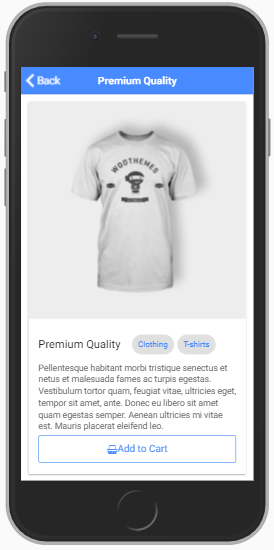 Back
Premium Quality
WOOTHEMES
Premium Quality
Clothing
T-shirts
Pellentesque habitant morbi tristique senectus et
netus et malesuada fames ac turpis egestas.
Vestibulum tortor quam, feugiat vitae, ultricies eget,
tempor sit amet, ante. Donec eu libero sit amet
quam egestas semper. Aenean ultricies mi vitae
est. Mauris placerat eleifend leo.
Add to Cart